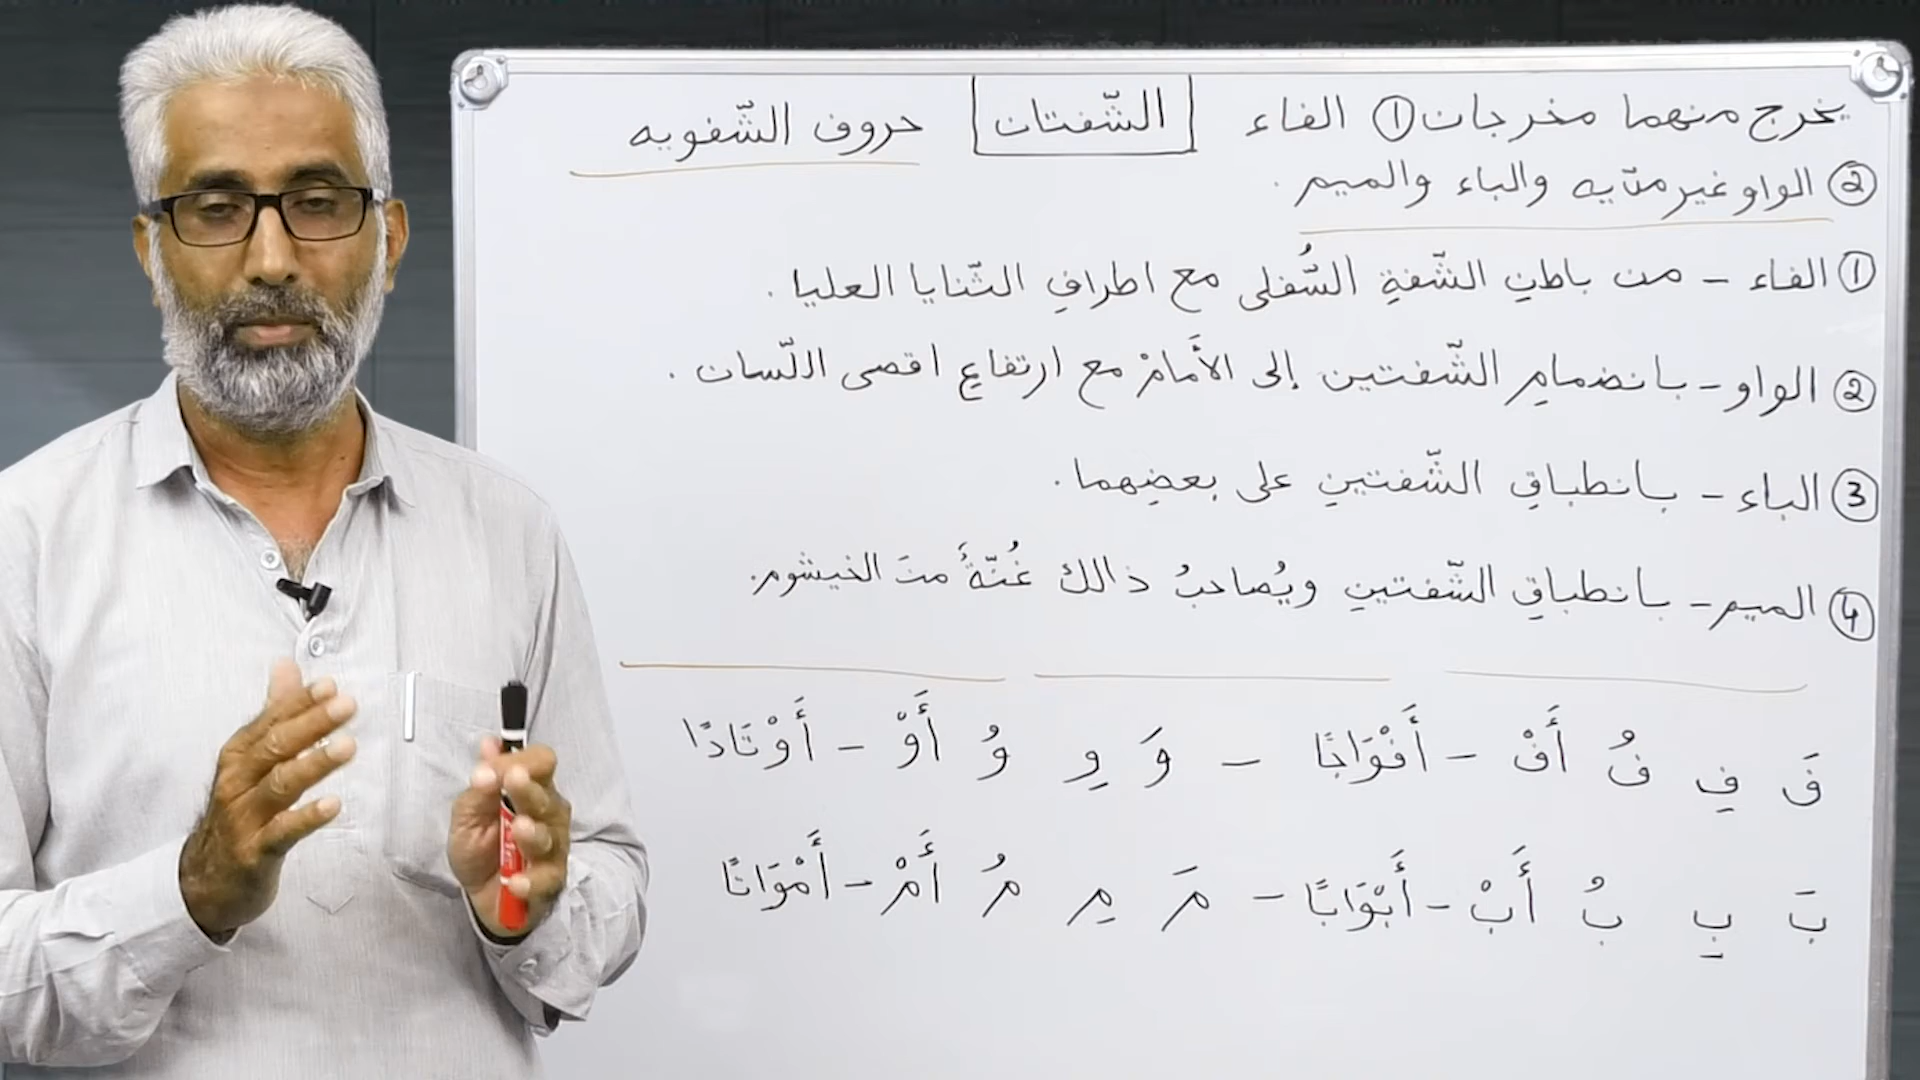 يخرج منهما مخرجان ① الفاء الشّفتان حروف الشّفويه
② الواو غير مدّيه والباء والميم .
① الفاء - من باطنِ الشّفةِ السُّفلى مع اطرافِ الثّنايا العليا .
② الواو - بانضمامِ الشّفتين إلى الأَمامْ مع ارتفاعِ اقصى اللّسان .
③ الباء - بانطباقِ الشّفتينِ على بعضِهما .
④ الميم - بانطباقِ الشّفتينِ ويُصاحبُ ذالك غُنّةُ منَ الخيشوم .
فَ فِ فُ أَفْ - أَفْوَاجًا - وَ وِ وُ أَوْ - أَوْتَادًا
بَ بِ بُ أَبْ - أَبْوَابًا - مَ مِ مُ أَمْ - أَمْوَاتًا